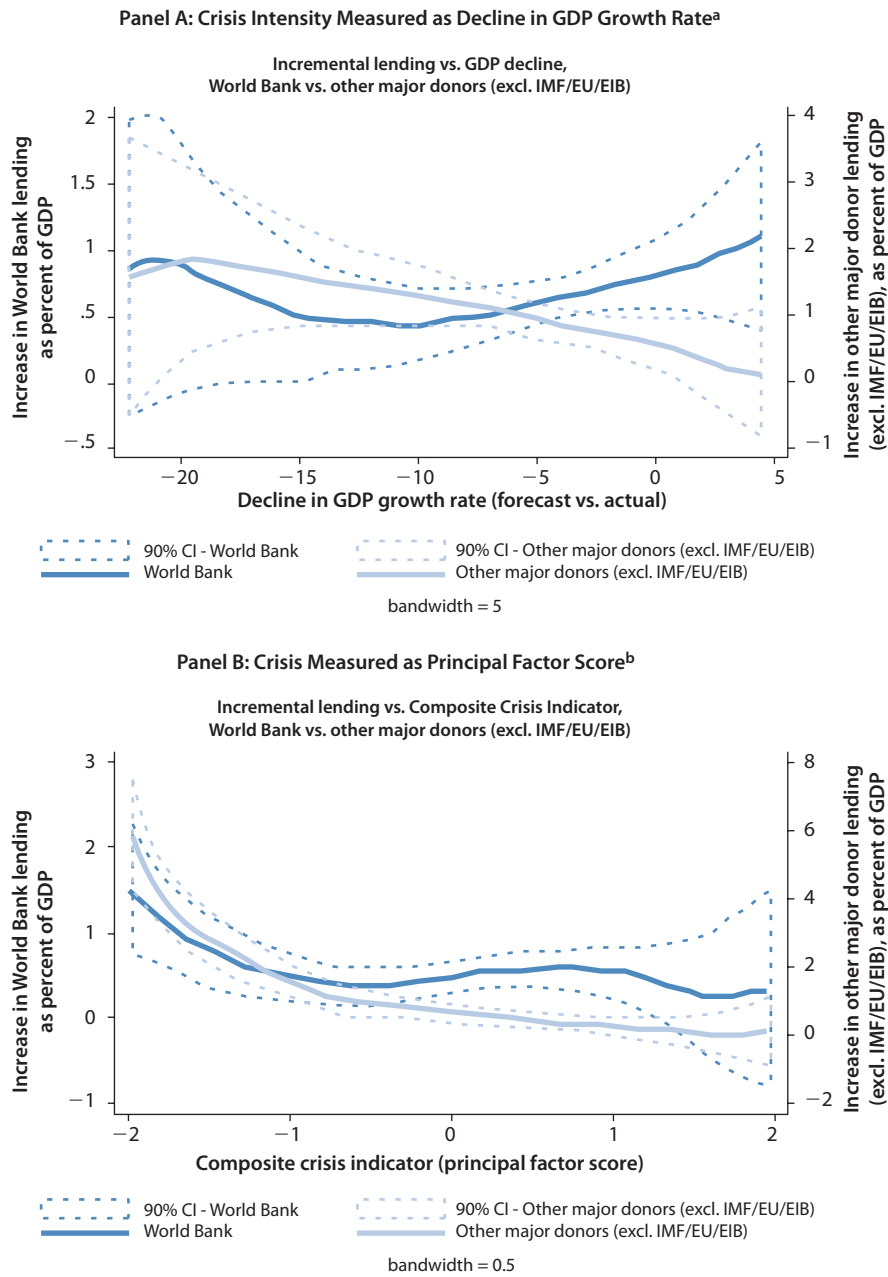 Panel A: Crisis Intensity Measured as Decline in GDP Growth Rateᵃ
Incremental lending vs. GDP decline,
World Bank vs. other major donors (excl. IMF/EU/EIB)
Increase in World Bank lending
as percent of GDP
2
1.5
1
.5
0
−.5
4
3
2
1
0
−1
Increase in other major donor lending
(excl. IMF/EU/EIB), as percent of GDP
−20 −15 −10 −5 0 5
Decline in GDP growth rate (forecast vs. actual)
90% CI - World Bank
World Bank
90% CI - Other major donors (excl. IMF/EU/EIB)
Other major donors (excl. IMF/EU/EIB)
bandwidth = 5
Panel B: Crisis Measured as Principal Factor Scoreᵇ
Incremental lending vs. Composite Crisis Indicator,
World Bank vs. other major donors (excl. IMF/EU/EIB)
Increase in World Bank lending
as percent of GDP
3
2
1
0
−1
8
6
4
2
0
−2
Increase in other major donor lending
(excl. IMF/EU/EIB), as percent of GDP
−2 −1 0 1 2
Composite crisis indicator (principal factor score)
90% CI - World Bank
World Bank
90% CI - Other major donors (excl. IMF/EU/EIB)
Other major donors (excl. IMF/EU/EIB)
bandwidth = 0.5